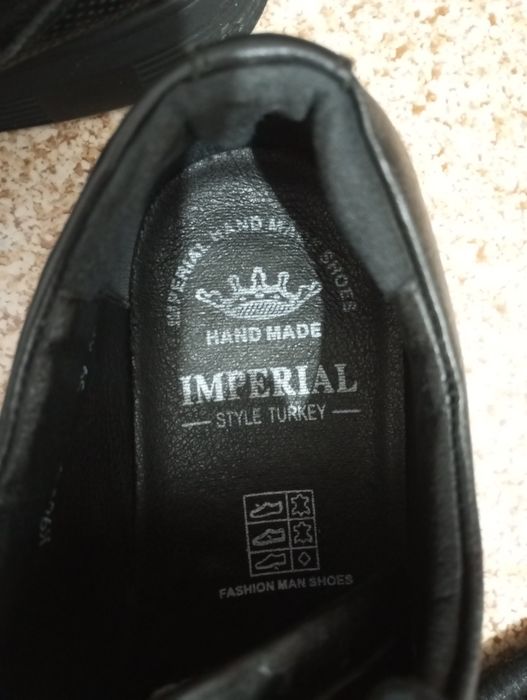 IMPERIAL HAND MADE SHOES
HAND MADE
IMPERIAL
STYLE TURKEY
FASHION MAN SHOES